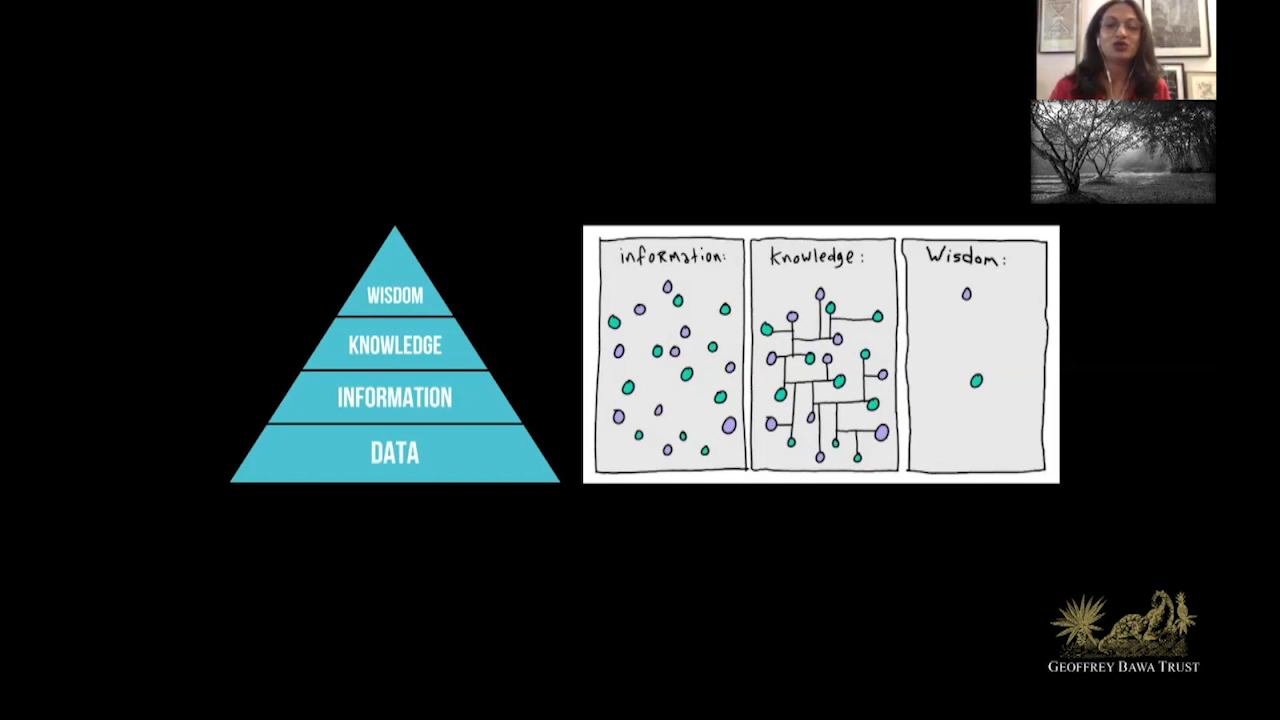 WISDOM
KNOWLEDGE
INFORMATION
DATA
information:
Knowledge:
Wisdom:
GEOFFREY BAWA TRUST